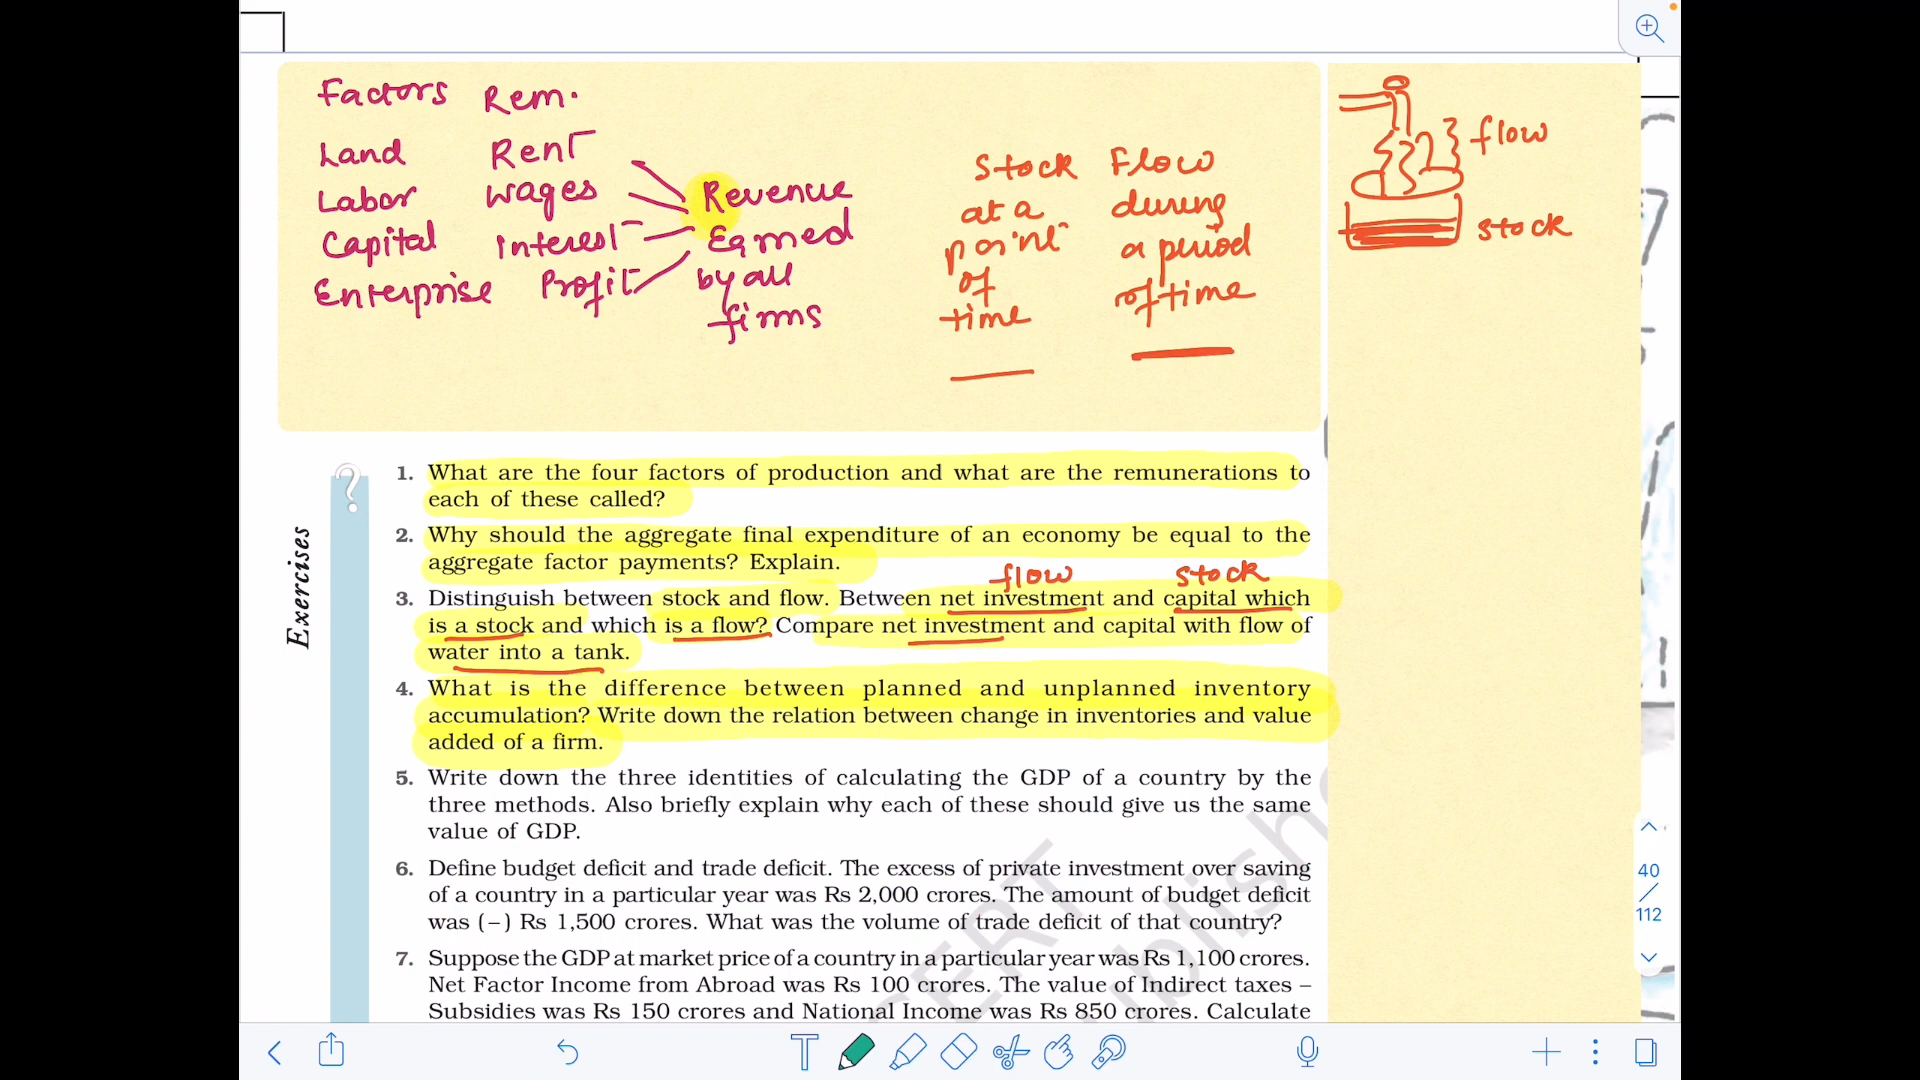 Factors Rem.
Land Rent
Labor Wages
Capital Interest
Enterprise Profit
Revenue
Earned
by all
firms
Stock Flow
at a during
point a period
of of time
time
flow
stock
Exercises
?
1. What are the four factors of production and what are the remunerations to
each of these called?
2. Why should the aggregate final expenditure of an economy be equal to the
aggregate factor payments? Explain.
flow stock
3. Distinguish between stock and flow. Between net investment and capital which
is a stock and which is a flow? Compare net investment and capital with flow of
water into a tank.
4. What is the difference between planned and unplanned inventory
accumulation? Write down the relation between change in inventories and value
added of a firm.
5. Write down the three identities of calculating the GDP of a country by the
three methods. Also briefly explain why each of these should give us the same
value of GDP.
6. Define budget deficit and trade deficit. The excess of private investment over saving
of a country in a particular year was Rs 2,000 crores. The amount of budget deficit
was (–) Rs 1,500 crores. What was the volume of trade deficit of that country?
7. Suppose the GDP at market price of a country in a particular year was Rs 1,100 crores.
Net Factor Income from Abroad was Rs 100 crores. The value of Indirect taxes –
Subsidies was Rs 150 crores and National Income was Rs 850 crores. Calculate
40
/
112
T